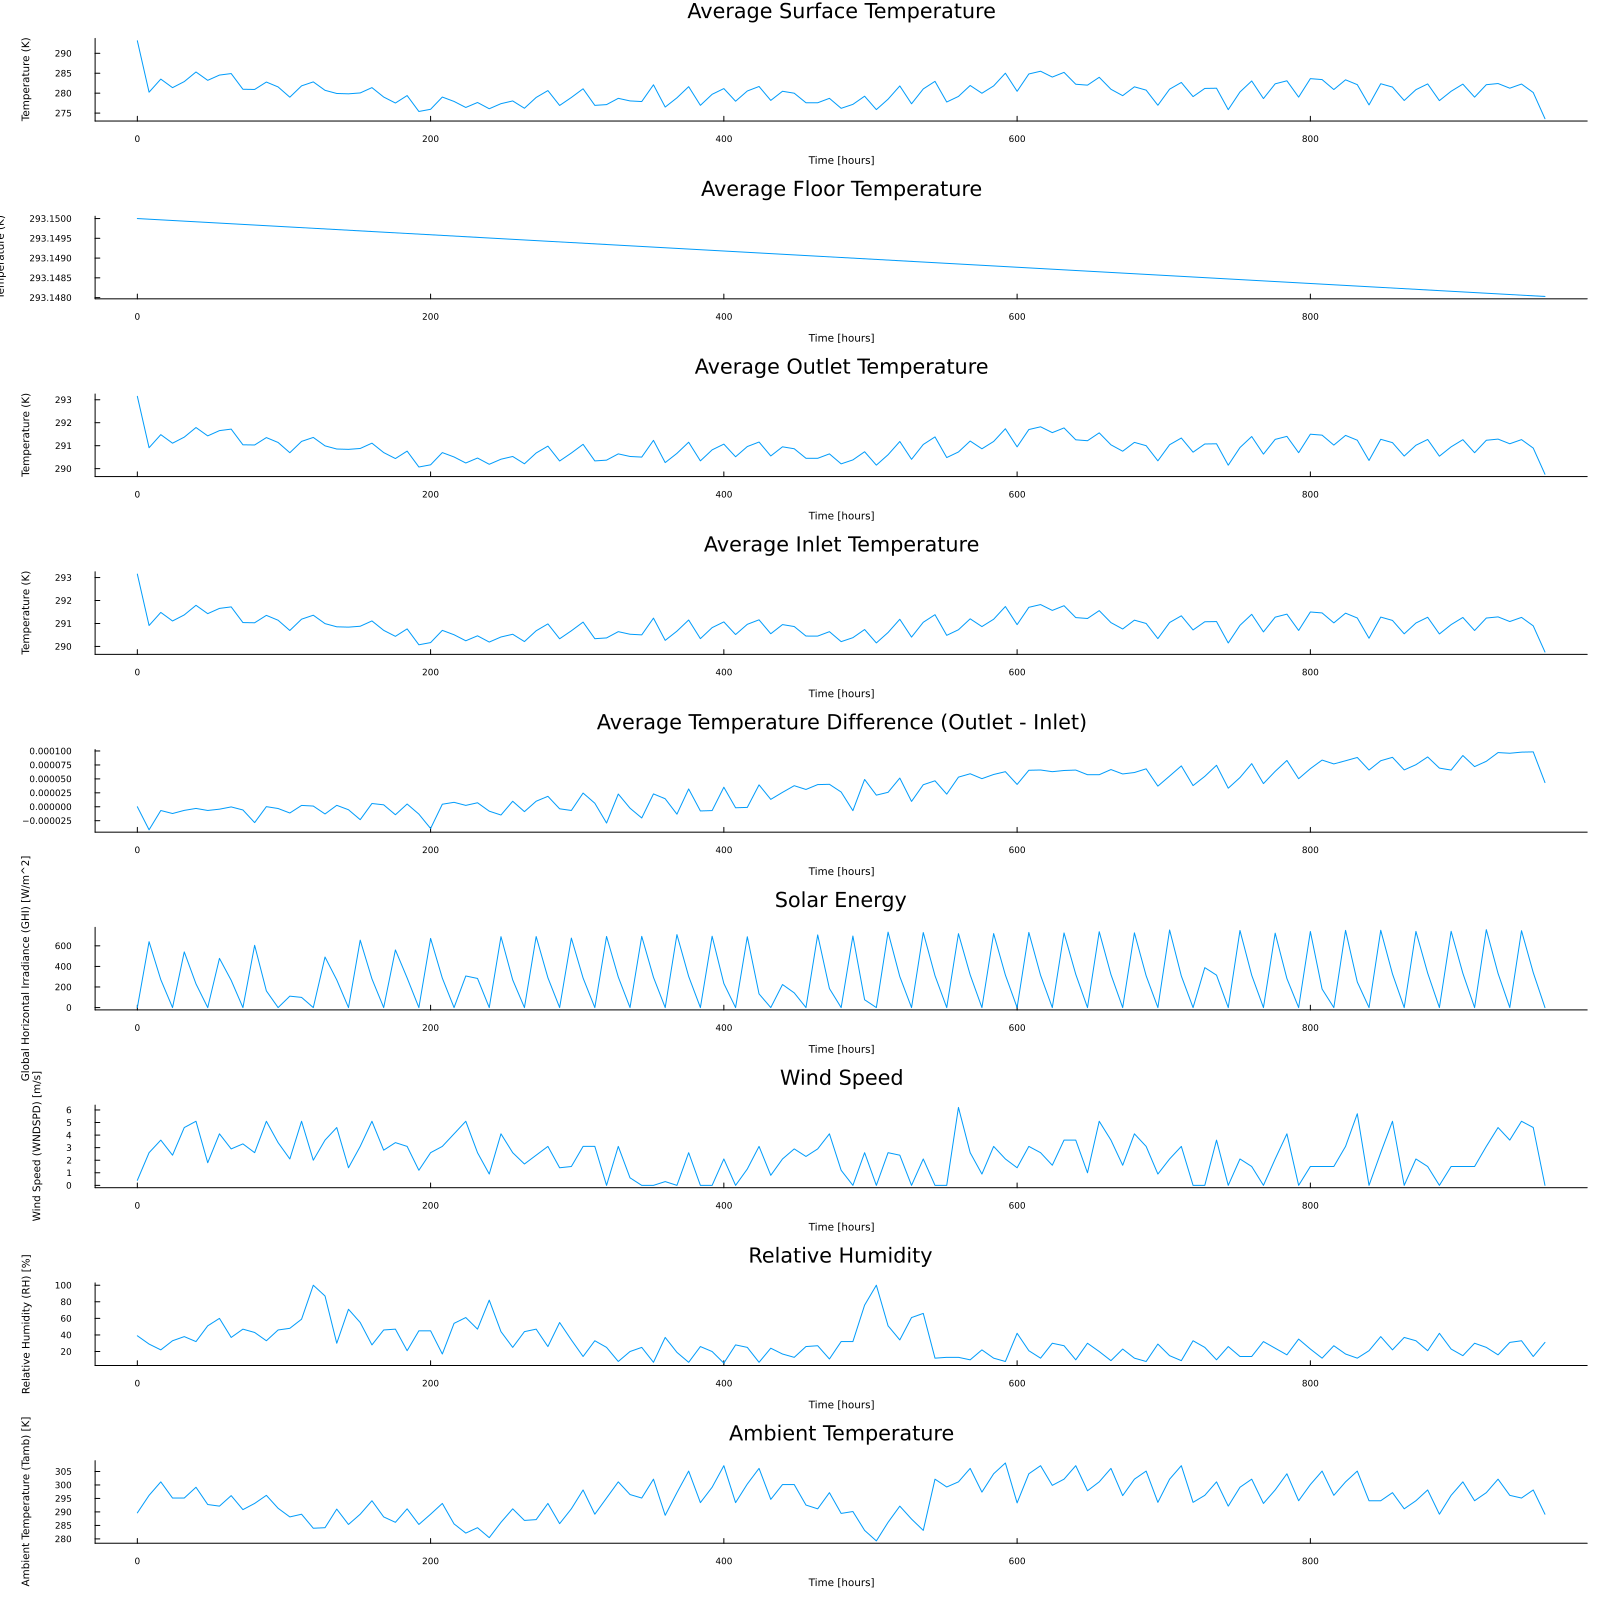 Average Surface Temperature
Temperature (K)
290
285
280
275
0 200 400 600 800
Time [hours]
Average Floor Temperature
Temperature (K)
293.1500
293.1495
293.1490
293.1485
293.1480
0 200 400 600 800
Time [hours]
Average Outlet Temperature
Temperature (K)
293
292
291
290
0 200 400 600 800
Time [hours]
Average Inlet Temperature
Temperature (K)
293
292
291
290
0 200 400 600 800
Time [hours]
Average Temperature Difference (Outlet - Inlet)
0.000100
0.000075
0.000050
0.000025
0.000000
−0.000025
0 200 400 600 800
Time [hours]
Solar Energy
Global Horizontal Irradiance (GHI) [W/m^2]
600
400
200
0
0 200 400 600 800
Time [hours]
Wind Speed
Wind Speed (WNDSPD) [m/s]
6
5
4
3
2
1
0
0 200 400 600 800
Time [hours]
Relative Humidity
Relative Humidity (RH) [%]
100
80
60
40
20
0 200 400 600 800
Time [hours]
Ambient Temperature
Ambient Temperature (Tamb) [K]
305
300
295
290
285
280
0 200 400 600 800
Time [hours]